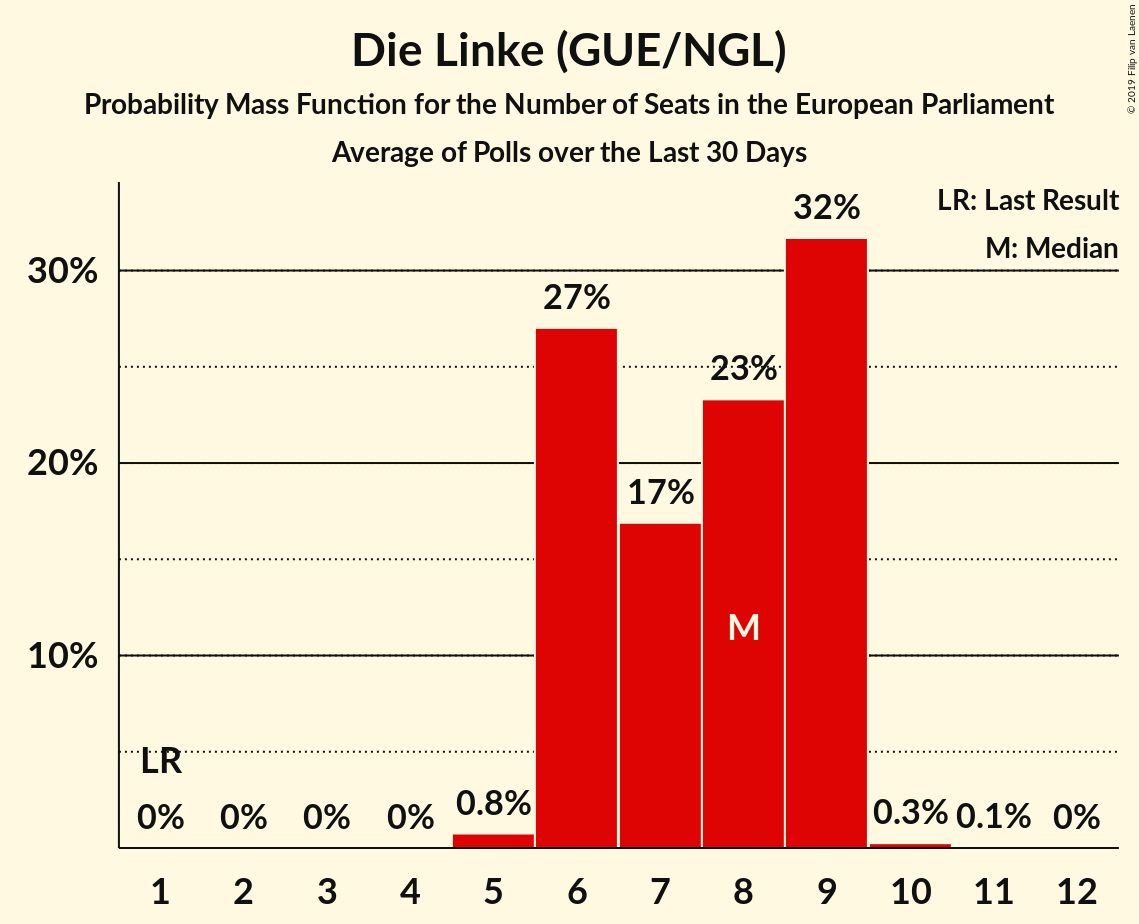 Die Linke (GUE/NGL)
Probability Mass Function for the Number of Seats in the European Parliament
Average of Polls over the Last 30 Days
© 2019 Filip van Laenen
LR: Last Result
M: Median
30%
20%
10%
LR
0%
0%
0%
0%
0.8%
27%
17%
23%
M
32%
0.3%
0.1%
0%
1 2 3 4 5 6 7 8 9 10 11 12